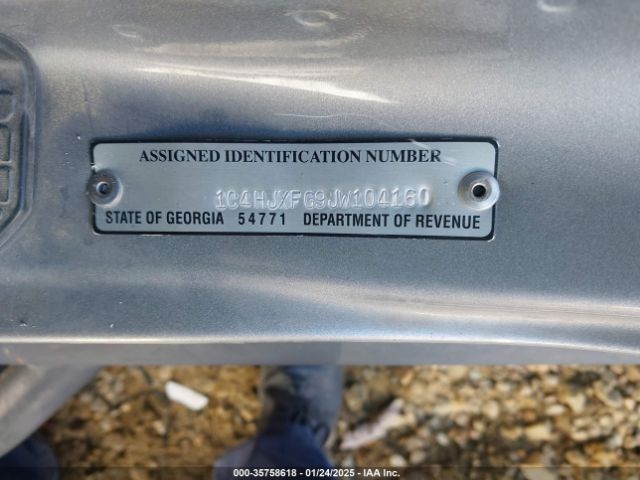 ASSIGNED IDENTIFICATION NUMBER
1C4HJXFG9JW104160
STATE OF GEORGIA 54771 DEPARTMENT OF REVENUE
000-35758618 - 01/24/2025 - IAA Inc.